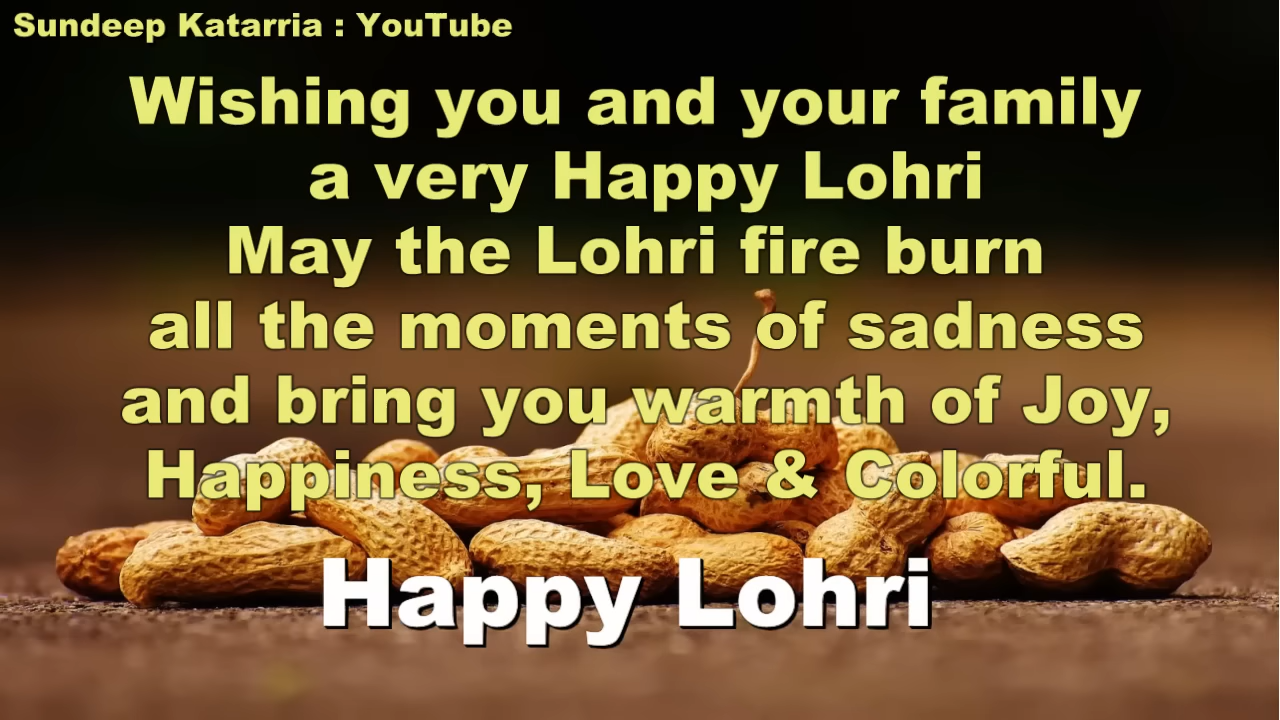 Sundeep Katarria : YouTube
Wishing you and your family
a very Happy Lohri
May the Lohri fire burn
all the moments of sadness
and bring you warmth of Joy,
Happiness, Love & Colorful.
Happy Lohri